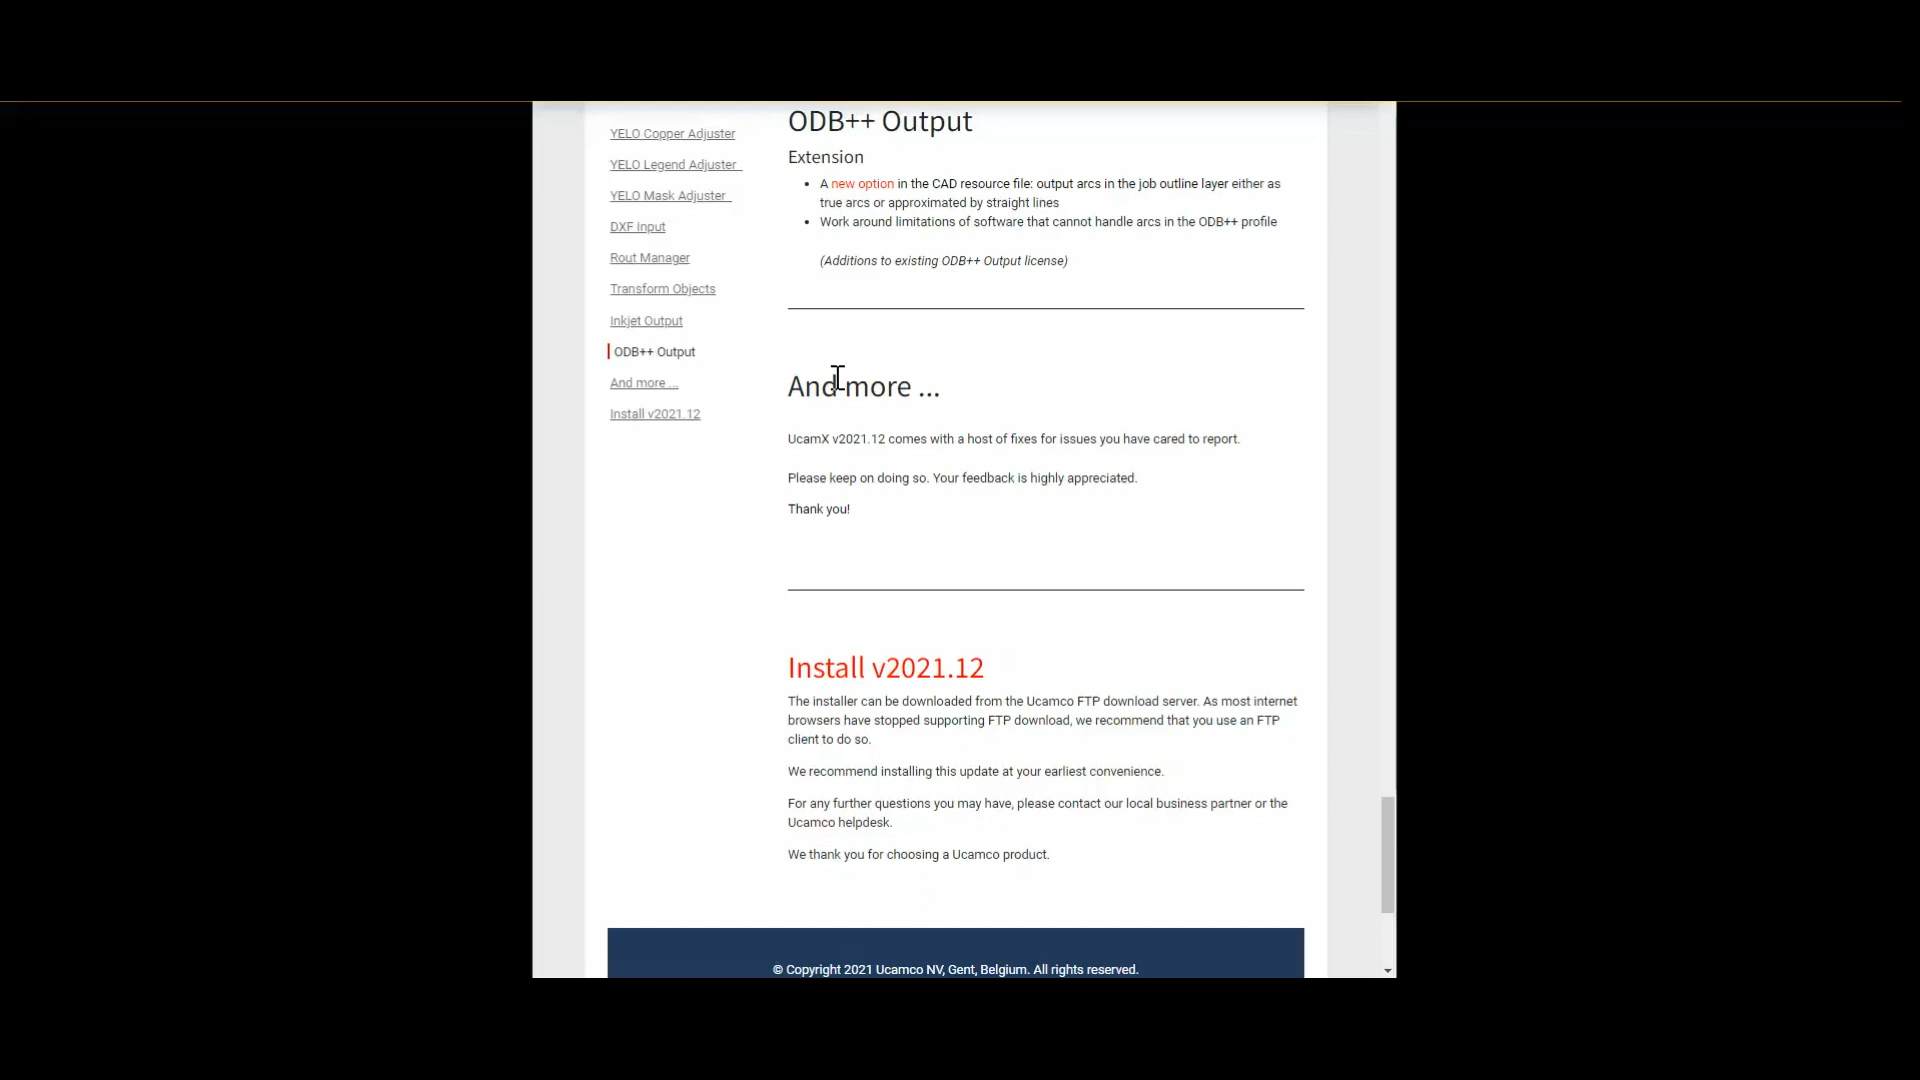 YELO Copper Adjuster
YELO Legend Adjuster
YELO Mask Adjuster
DXF Input
Rout Manager
Transform Objects
Inkjet Output
ODB++ Output
And more ...
Install v2021.12
ODB++ Output
Extension
• A new option in the CAD resource file: output arcs in the job outline layer either as
true arcs or approximated by straight lines
• Work around limitations of software that cannot handle arcs in the ODB++ profile
(Additions to existing ODB++ Output license)
And more ...
UcamX v2021.12 comes with a host of fixes for issues you have cared to report.
Please keep on doing so. Your feedback is highly appreciated.
Thank you!
Install v2021.12
The installer can be downloaded from the Ucamco FTP download server. As most internet
browsers have stopped supporting FTP download, we recommend that you use an FTP
client to do so.
We recommend installing this update at your earliest convenience.
For any further questions you may have, please contact our local business partner or the
Ucamco helpdesk.
We thank you for choosing a Ucamco product.
© Copyright 2021 Ucamco NV, Gent, Belgium. All rights reserved.